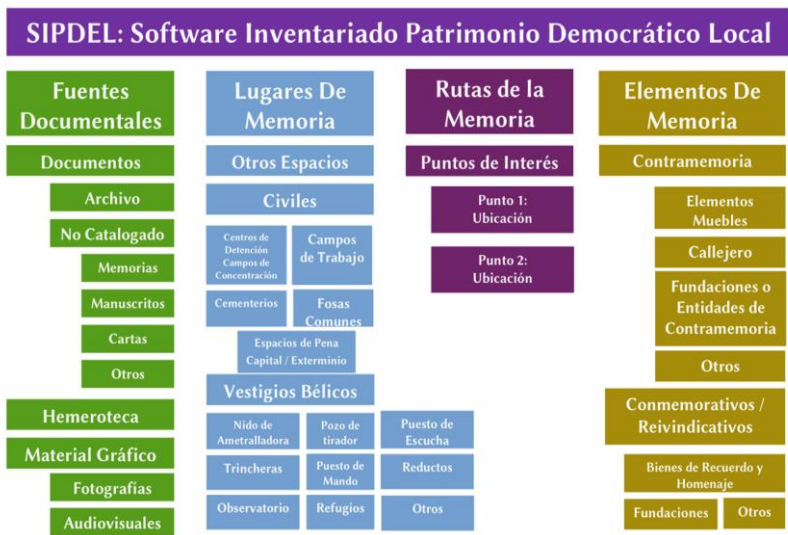 SIPDEL: Software Inventariado Patrimonio Democrático Local
Fuentes
Documentales
Documentos
Archivo
No Catalogado
Memorias
Manuscritos
Cartas
Otros
Hemeroteca
Material Gráfico
Fotografías
Audiovisuales
Lugares De
Memoria
Otros Espacios
Civiles
Centros de
Detención
Campos de
Concentración
Campos
de Trabajo
Cementerios
Fosas
Comunes
Espacios de Pena
Capital / Exterminio
Vestigios Bélicos
Nido de
Ametralladora
Pozo de
tirador
Puesto de
Escucha
Trincheras
Puesto de
Mando
Reductos
Observatorio
Refugios
Otros
Rutas de la
Memoria
Puntos de Interés
Punto 1:
Ubicación
Punto 2:
Ubicación
Elementos De
Memoria
Contramemoria
Elementos
Muebles
Callejero
Fundaciones o
Entidades de
Contramemoria
Otros
Conmemorativos /
Reivindicativos
Bienes de Recuerdo y
Homenaje
Fundaciones
Otros